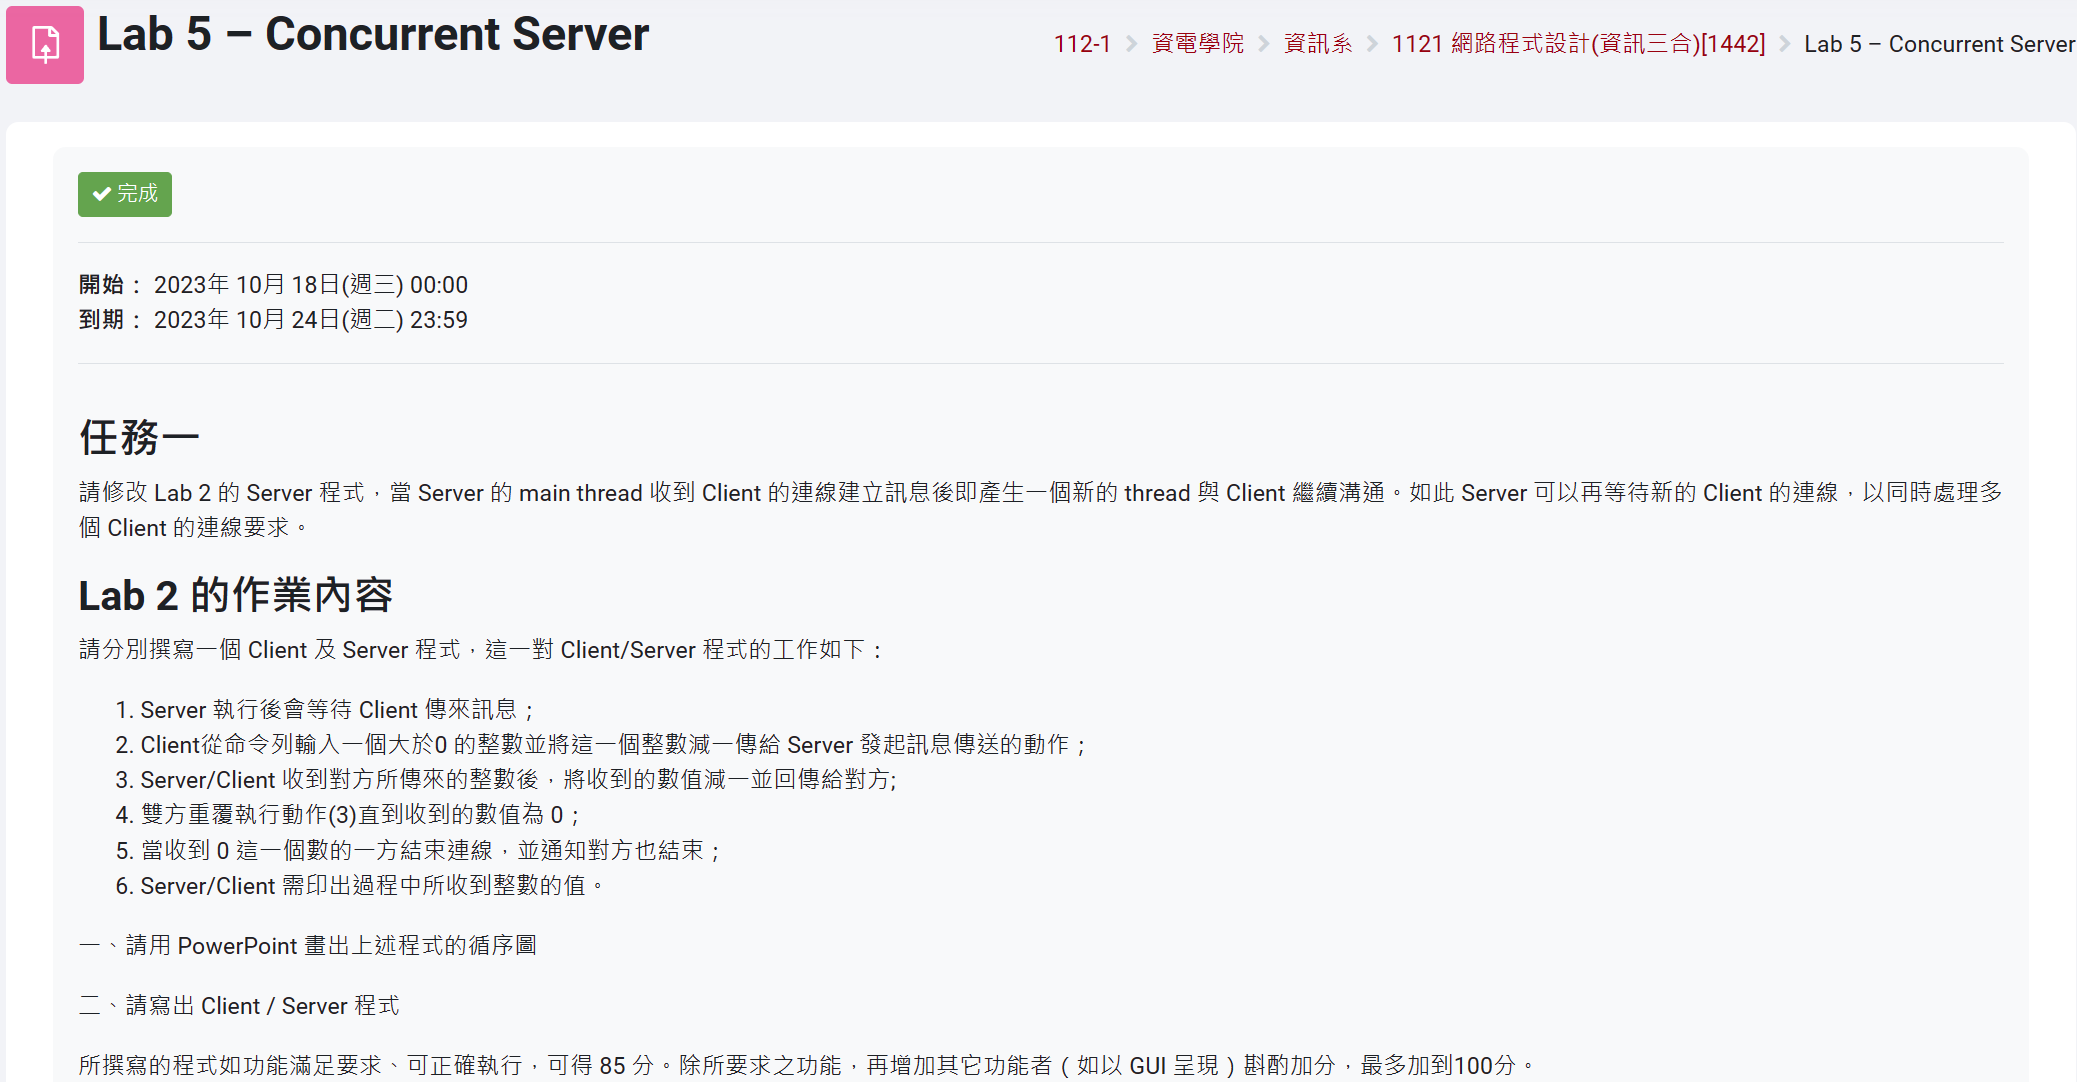 Lab 5 – Concurrent Server
112-1 > 資電學院 > 資訊系 > 1121 網路程式設計(資訊三合)[1442] > Lab 5 – Concurrent Server
完成
開始： 2023年 10月 18日(週三) 00:00
到期： 2023年 10月 24日(週二) 23:59
任務一
請修改 Lab 2 的 Server 程式，當 Server 的 main thread 收到 Client 的連線建立訊息後即產生一個新的 thread 與 Client 繼續溝通。如此 Server 可以再等待新的 Client 的連線，以同時處理多
個 Client 的連線要求。
Lab 2 的作業內容
請分別撰寫一個 Client 及 Server 程式，這一對 Client/Server 程式的工作如下：
1. Server 執行後會等待 Client 傳來訊息；
2. Client從命令列輸入一個大於0 的整數並將這一個整數減一傳給 Server 發起訊息傳送的動作；
3. Server/Client 收到對方所傳來的整數後，將收到的數值減一並回傳給對方;
4. 雙方重覆執行動作(3)直到收到的數值為 0；
5. 當收到 0 這一個數的一方結束連線，並通知對方也結束；
6. Server/Client 需印出過程中所收到整數的值。
一、請用 PowerPoint 畫出上述程式的循序圖
二、請寫出 Client / Server 程式
所撰寫的程式如功能滿足要求、可正確執行，可得 85 分。除所要求之功能，再增加其它功能者（如以 GUI 呈現）斟酌加分，最多加到100分。